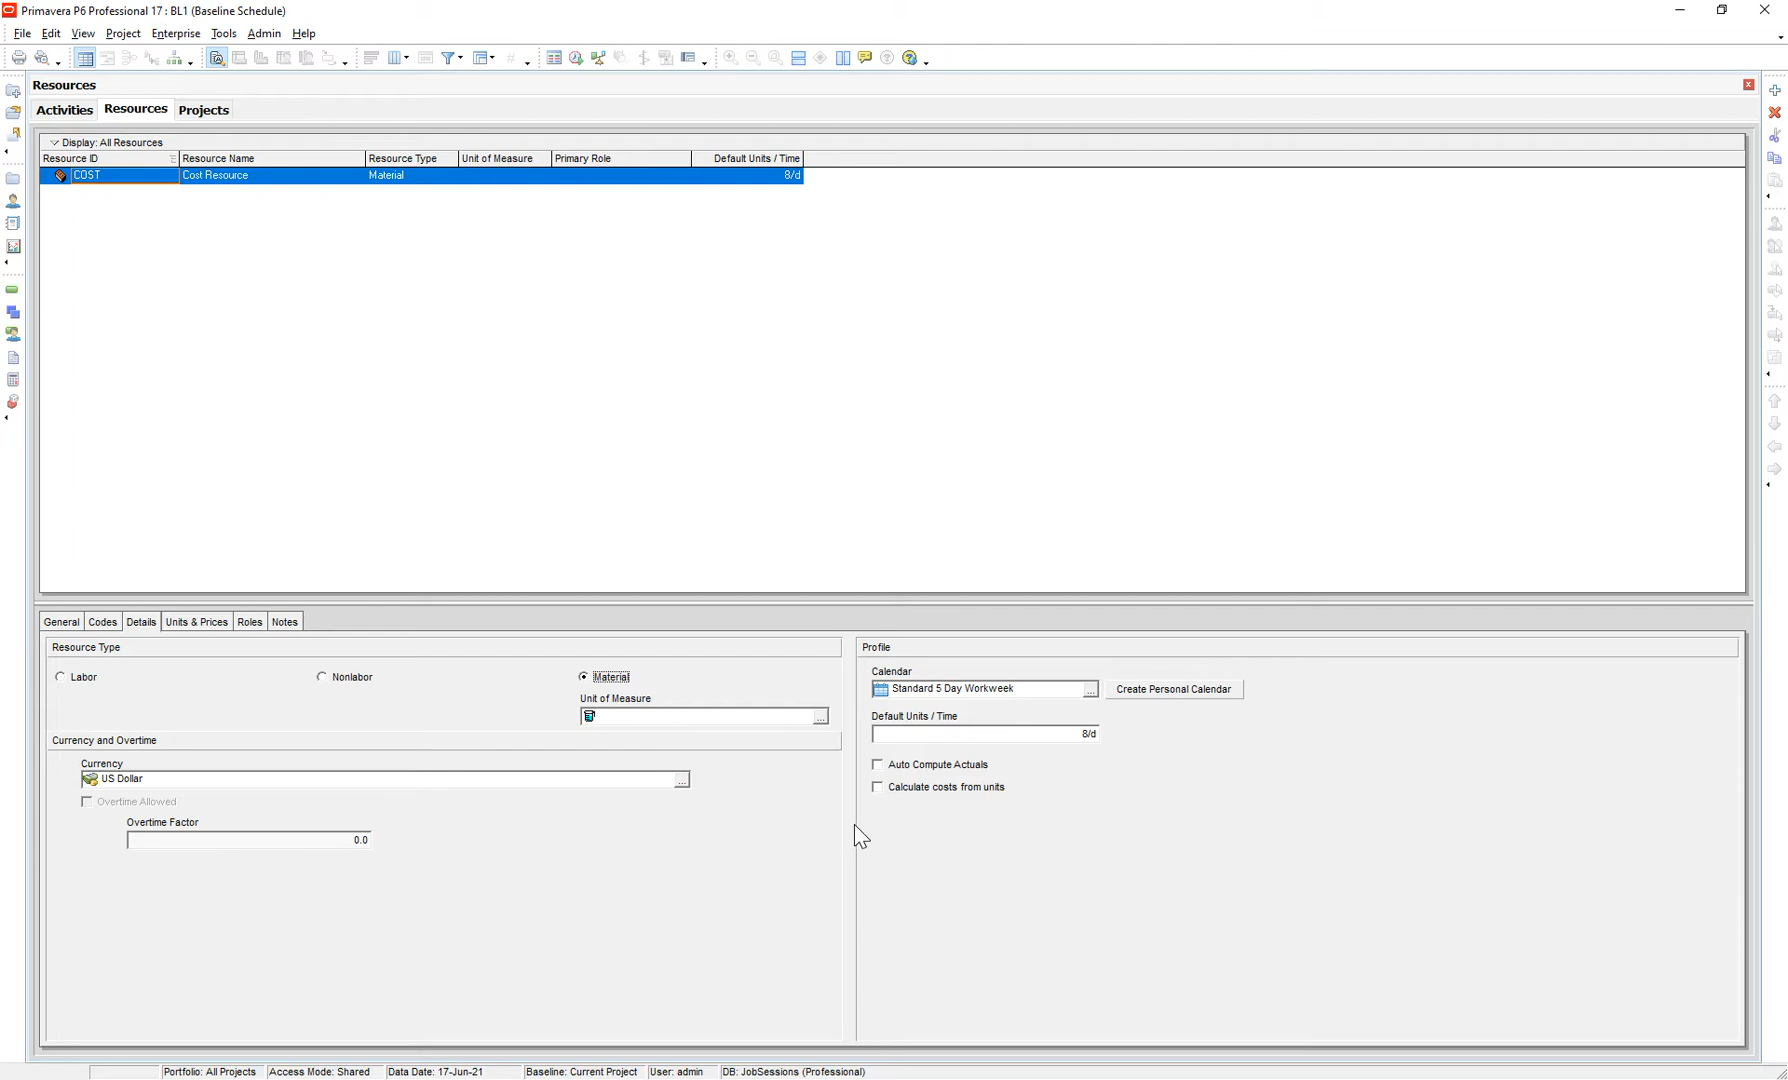 Primavera P6 Professional 17 : BL1 (Baseline Schedule)
File Edit View Project Enterprise Tools Admin Help
Resources
Activities Resources Projects
Display: All Resources
Resource ID Resource Name Resource Type Unit of Measure Primary Role Default Units / Time
COST Cost Resource Material 8/d
General Codes Details Units & Prices Roles Notes
Resource Type
Labor Nonlabor Material
Unit of Measure
...
Currency and Overtime
Currency
US Dollar ...
Overtime Allowed
Overtime Factor
0.0
Profile
Calendar
Standard 5 Day Workweek ... Create Personal Calendar
Default Units / Time
8/d
Auto Compute Actuals
Calculate costs from units
Portfolio: All Projects Access Mode: Shared Data Date: 17-Jun-21 Baseline: Current Project User: admin DB: JobSessions (Professional)